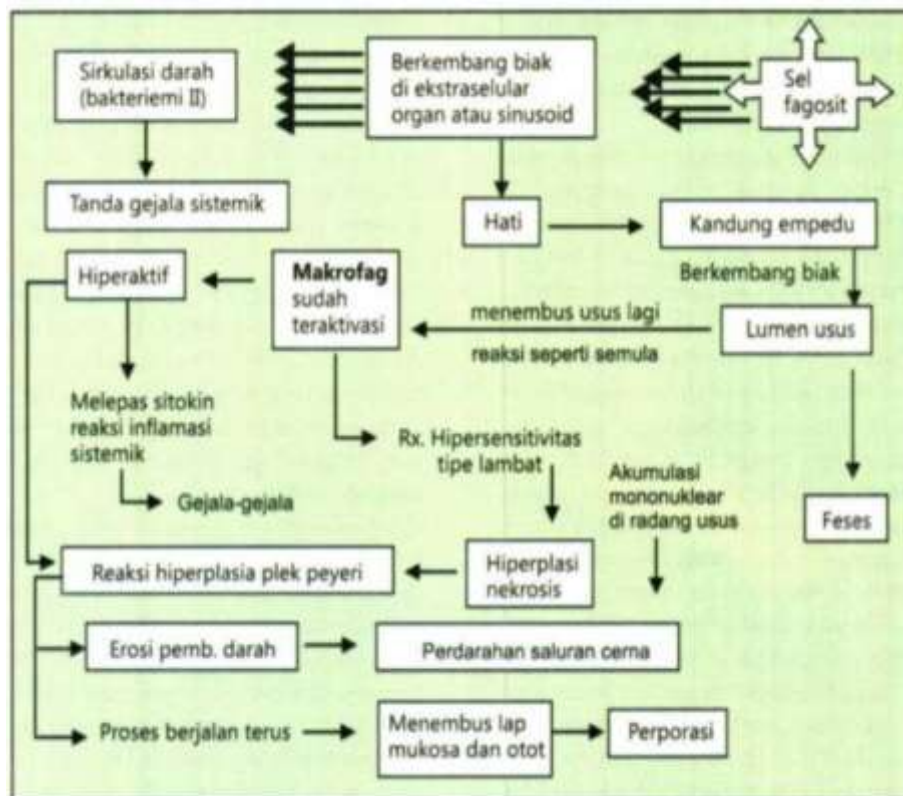 Sirkulasi darah
(bakteriemi II)
Berkembang biak
di ekstraselular
organ atau sinusoid
Sel
fagosit
Tanda gejala sistemik
Hati
Kandung empedu
Berkembang biak
Hiperaktif
Makrofag
sudah
teraktivasi
menembus usus lagi
reaksi seperti semula
Lumen usus
Melepas sitokin
reaksi inflamasi
sistemik
Rx. Hipersensitivitas
tipe lambat
Gejala-gejala
Akumulasi
mononuklear
di radang usus
Feses
Reaksi hiperplasia plek peyeri
Hiperplasi
nekrosis
Erosi pemb. darah
Perdarahan saluran cerna
Proses berjalan terus
Menembus lap
mukosa dan otot
Perporasi